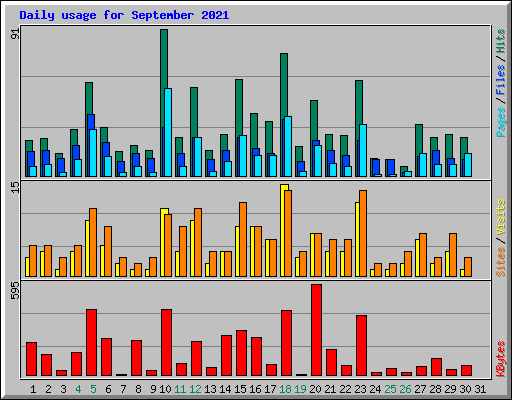 Daily usage for September 2021
91
Pages / Files / Hits
15
Sites / Visits
595
KBytes
1 2 3 4 5 6 7 8 9 10 11 12 13 14 15 16 17 18 19 20 21 22 23 24 25 26 27 28 29 30 31